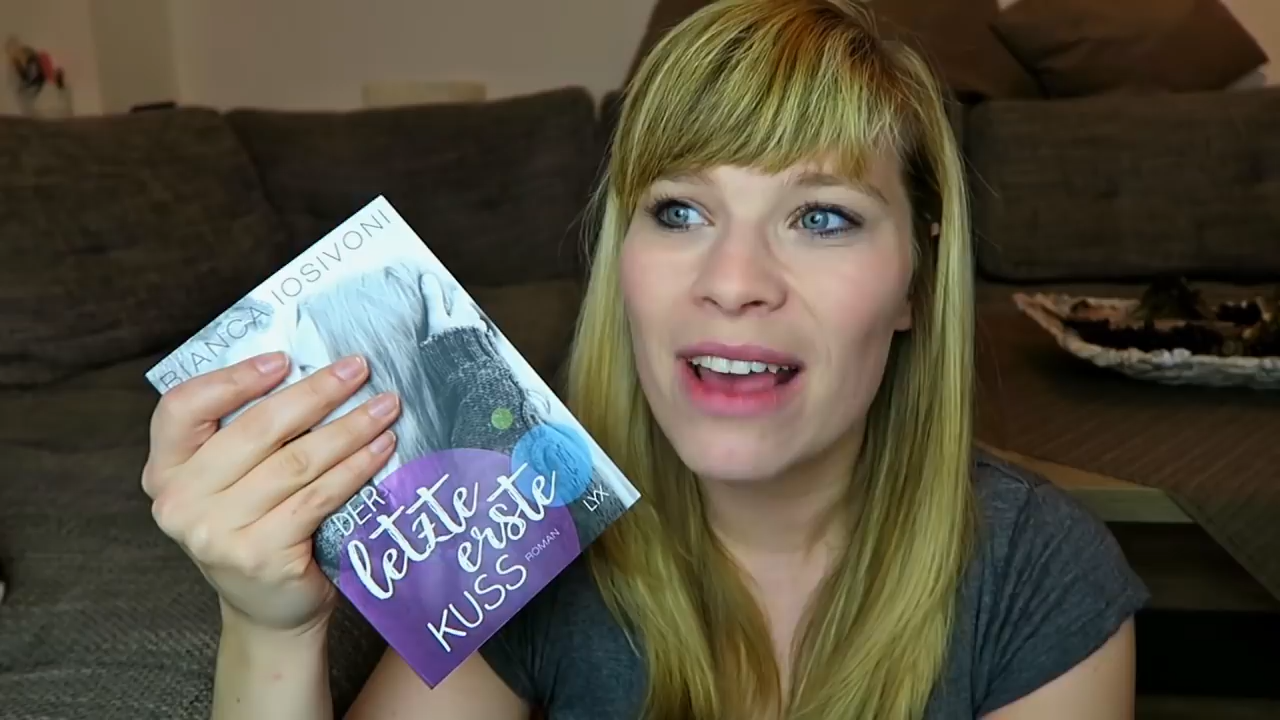 BIANCA IOSIVONI
DER
letzte
erste
KUSS
ROMAN
LYX